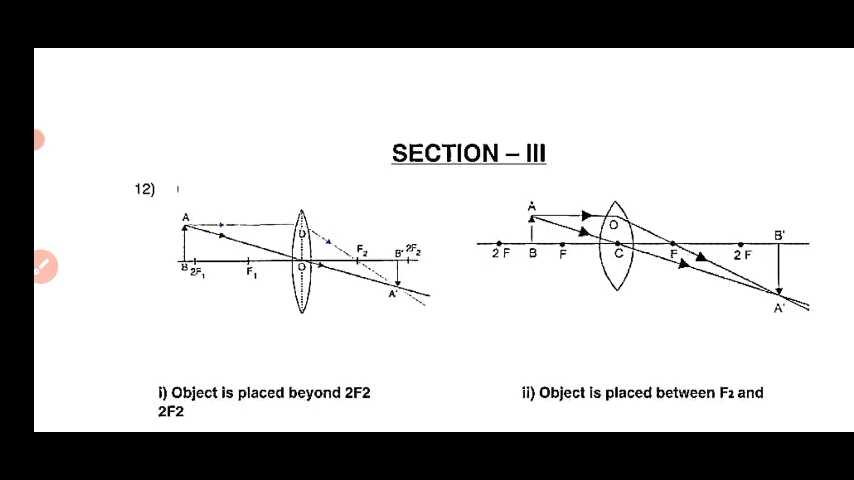 SECTION – III
12)
A
D
F₂
B' 2F₂
B 2F₁
F₁
O
A'
A
O
B'
2 F
B
F
C
F
2 F
A'
i) Object is placed beyond 2F2
ii) Object is placed between F₂ and
2F2